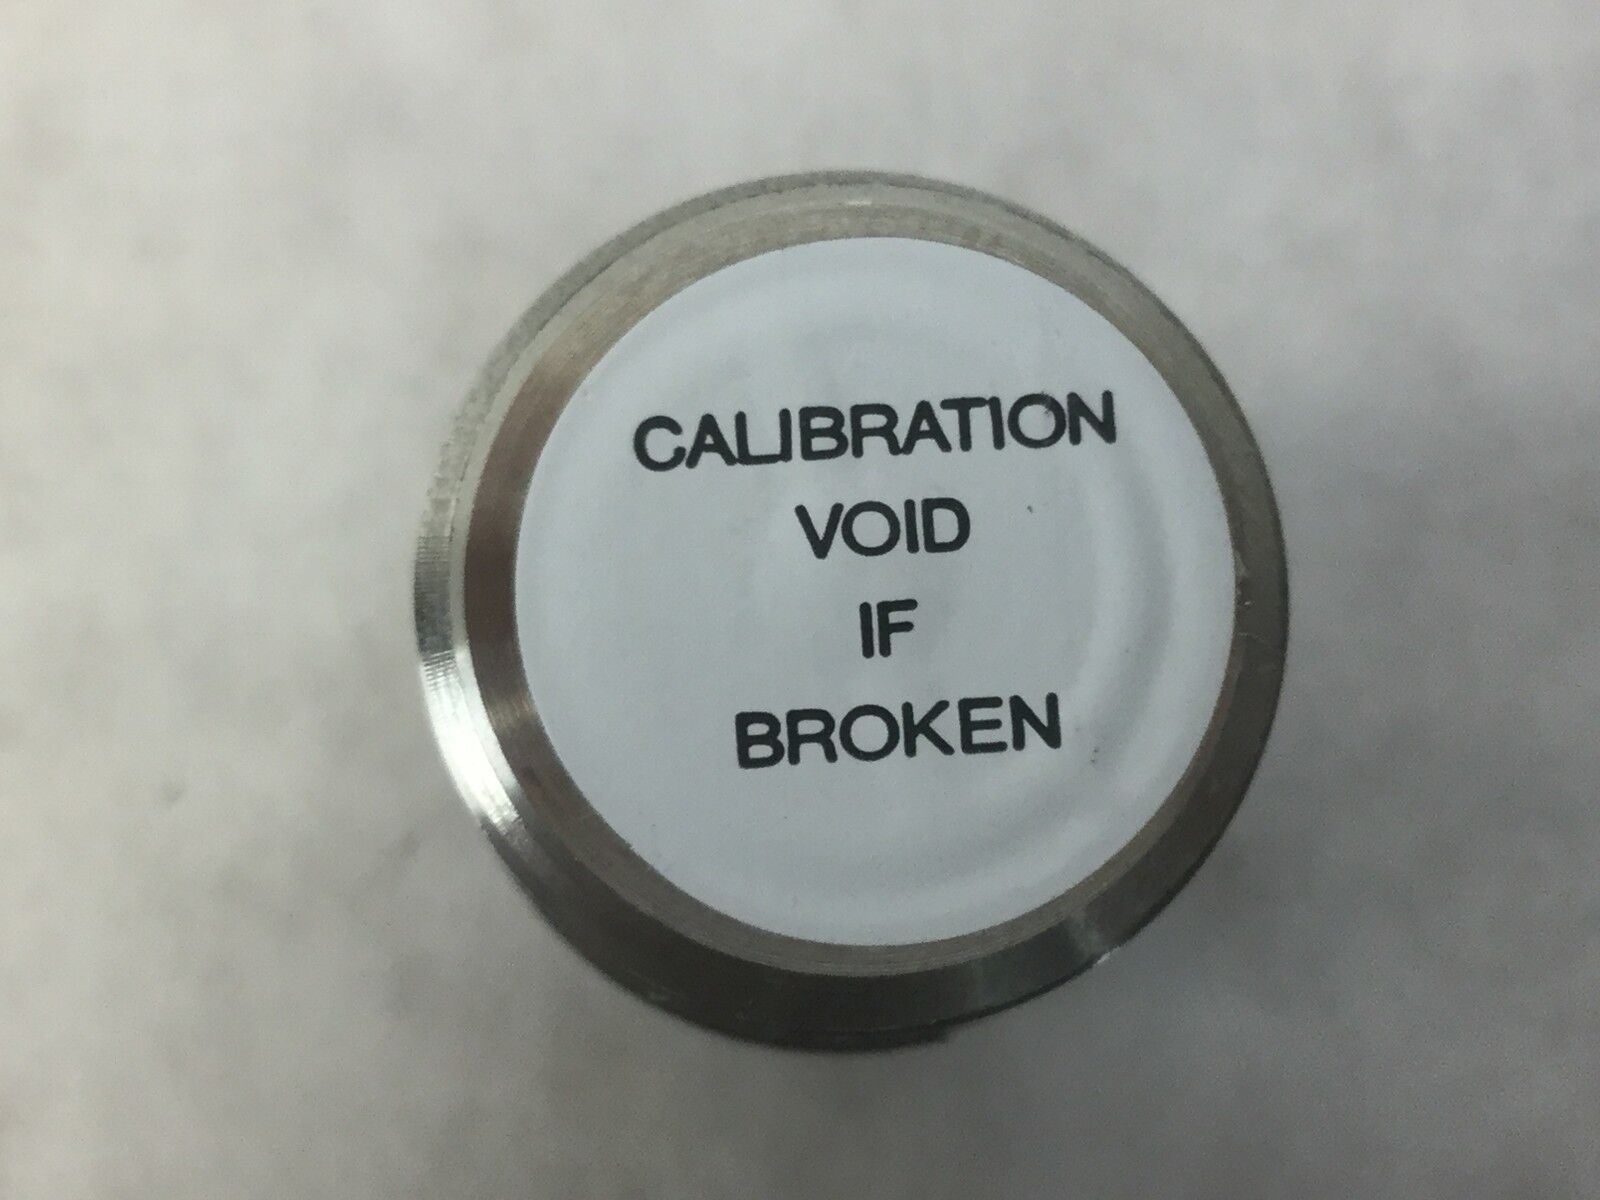 CALIBRATION
VOID
IF
BROKEN